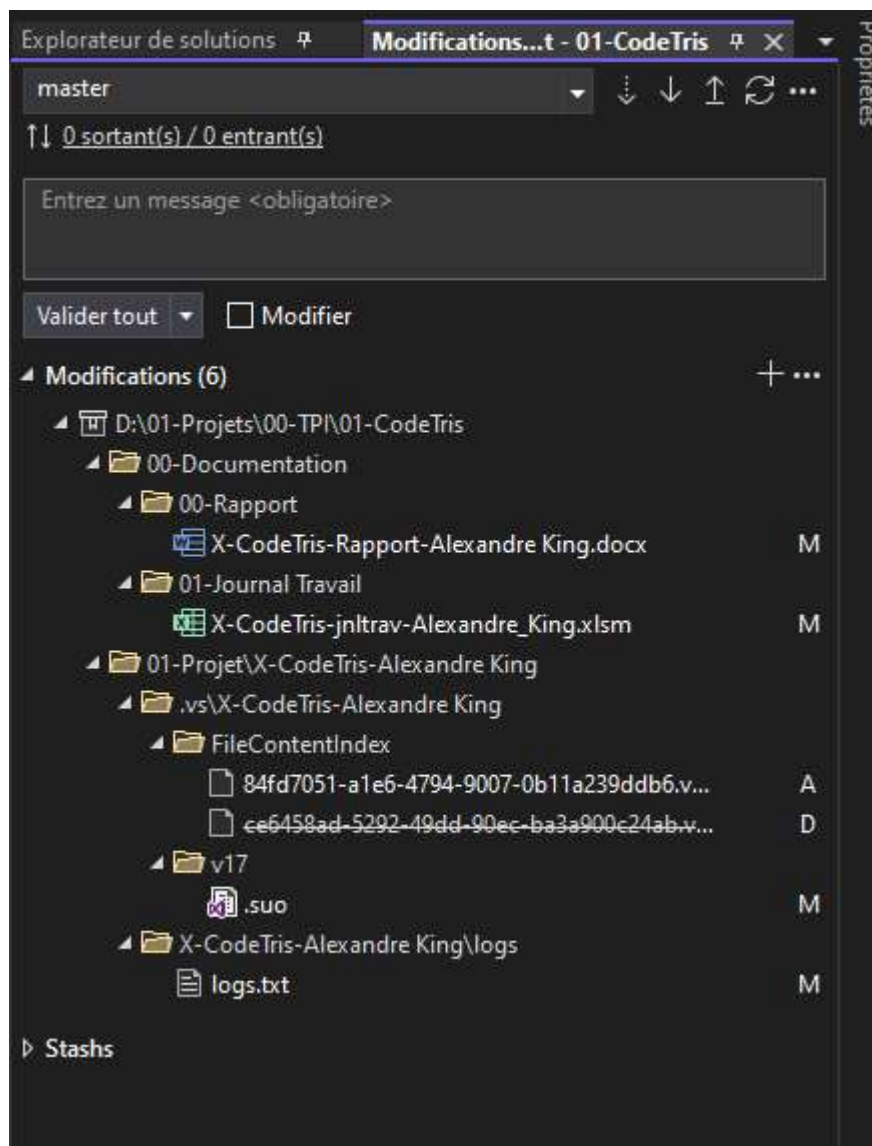 Explorateur de solutions
Modifications...t - 01-CodeTris
Propriétés
master
0 sortant(s) / 0 entrant(s)
Entrez un message <obligatoire>
Valider tout
Modifier
Modifications (6)
D:\01-Projets\00-TPI\01-CodeTris
00-Documentation
00-Rapport
X-CodeTris-Rapport-Alexandre King.docx M
01-Journal Travail
X-CodeTris-jnltrav-Alexandre_King.xlsm M
01-Projet\X-CodeTris-Alexandre King
.vs\X-CodeTris-Alexandre King
FileContentIndex
84fd7051-a1e6-4794-9007-0b11a239ddb6.v... A
ce6458ad-5292-49dd-90ec-ba3a900c24ab.v... D
v17
.suo M
X-CodeTris-Alexandre King\logs
logs.txt M
Stashs